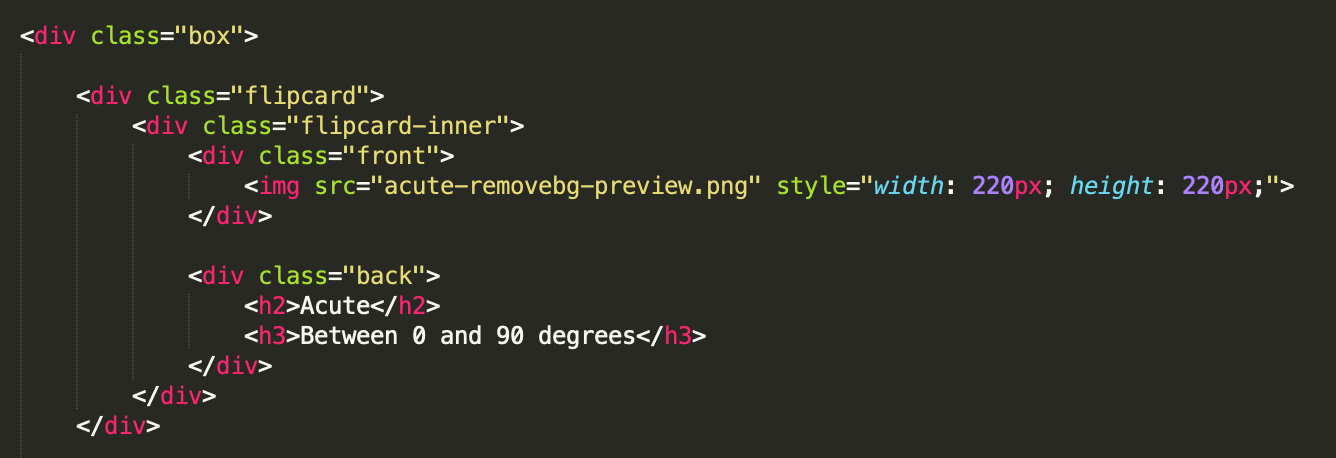 <div class="box">
<div class="flipcard">
<div class="flipcard-inner">
<div class="front">
<img src="acute-removebg-preview.png" style="width: 220px; height: 220px;">
</div>
<div class="back">
<h2>Acute</h2>
<h3>Between 0 and 90 degrees</h3>
</div>
</div>
</div>